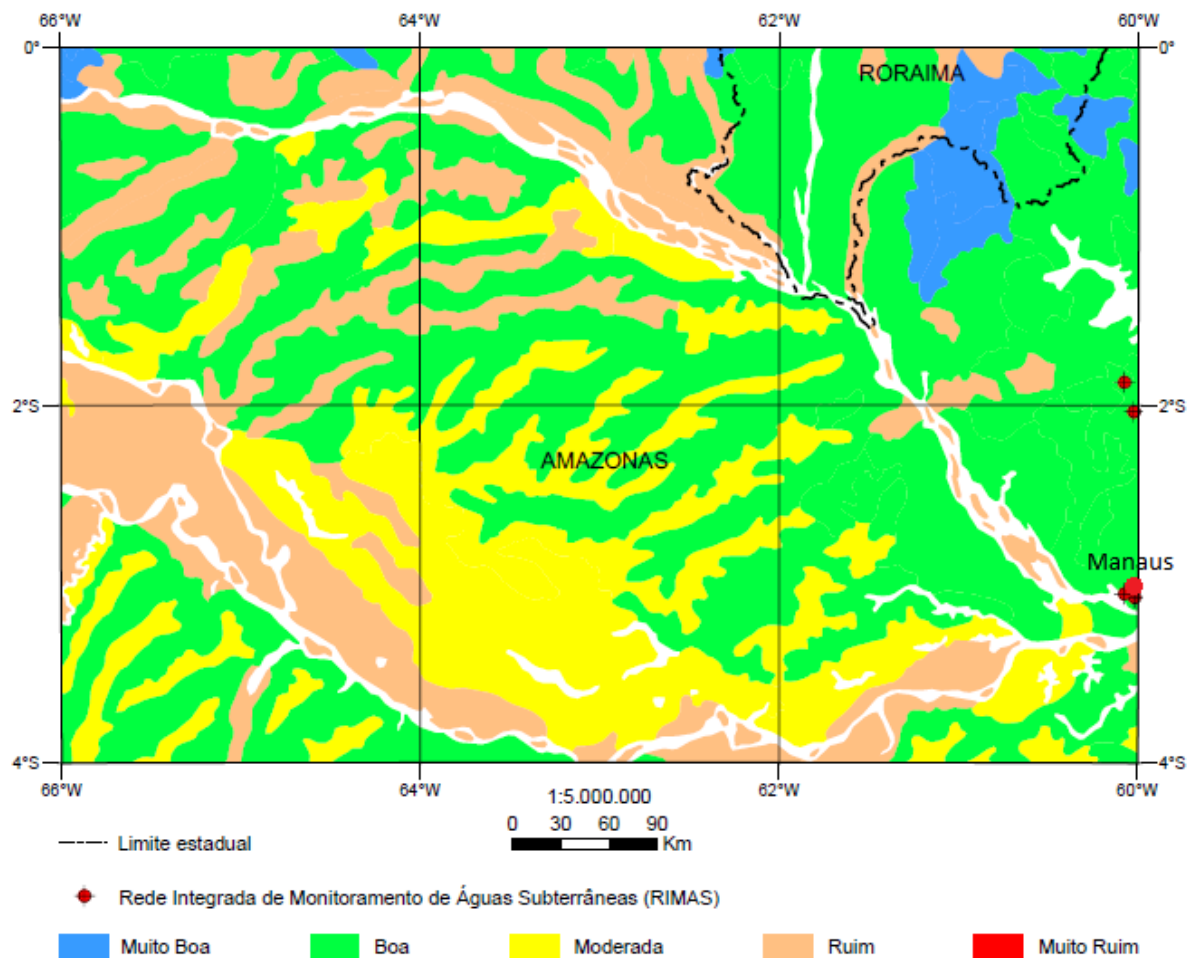 66°W 64°W 62°W 60°W
0° 0°
RORAIMA
2°S 2°S
AMAZONAS
Manaus
4°S 4°S
66°W 64°W 62°W 60°W
1:5.000.000
0 30 60 90
Km
Limite estadual
Rede Integrada de Monitoramento de Águas Subterrâneas (RIMAS)
Muito Boa Boa Moderada Ruim Muito Ruim